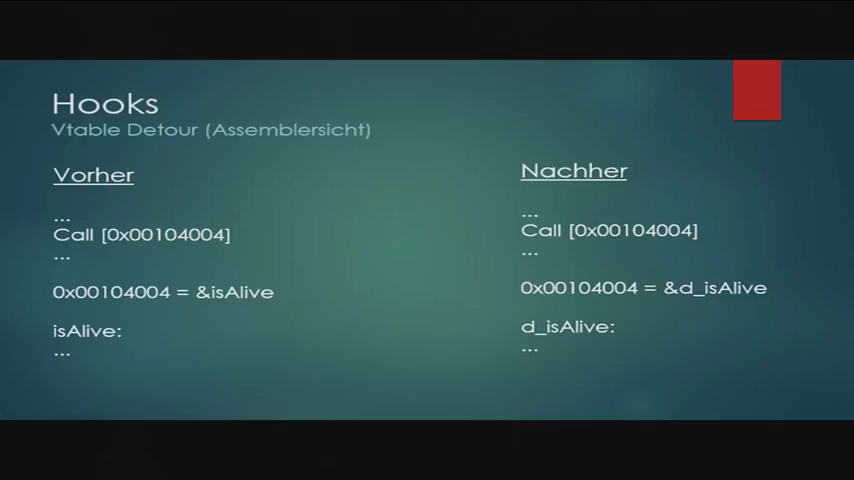 Hooks
Vtable Detour (Assemblersicht)
Vorher
...
Call [0x00104004]
...
0x00104004 = &isAlive
isAlive:
...
Nachher
...
Call [0x00104004]
...
0x00104004 = &d_isAlive
d_isAlive:
...